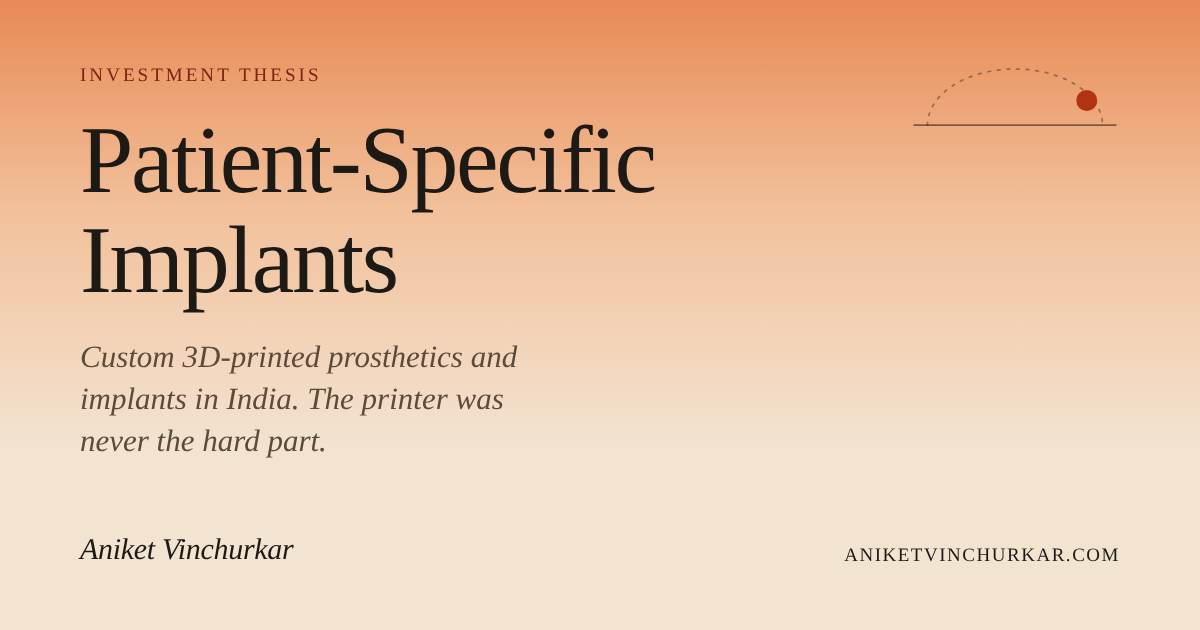 INVESTMENT THESIS
Patient-Specific
Implants
Custom 3D-printed prosthetics and
implants in India. The printer was
never the hard part.
Aniket Vinchurkar
ANIKETVINCHURKAR.COM